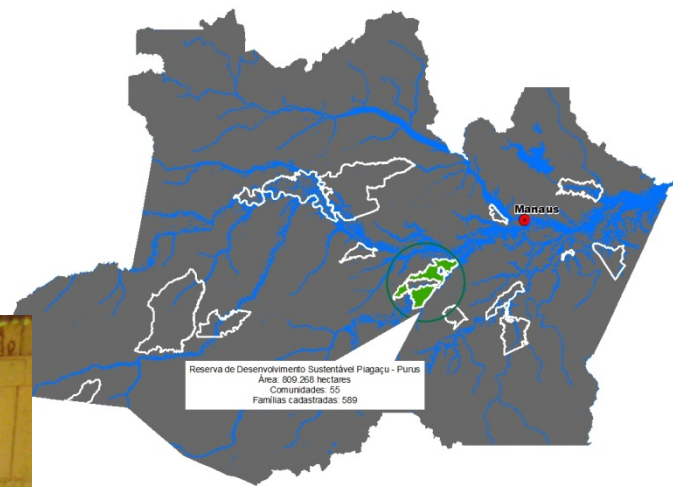 Manaus
Reserva de Desenvolvimento Sustentável Piagaçu - Purus
Área: 809.268 hectares
Comunidades: 55
Famílias cadastradas: 589